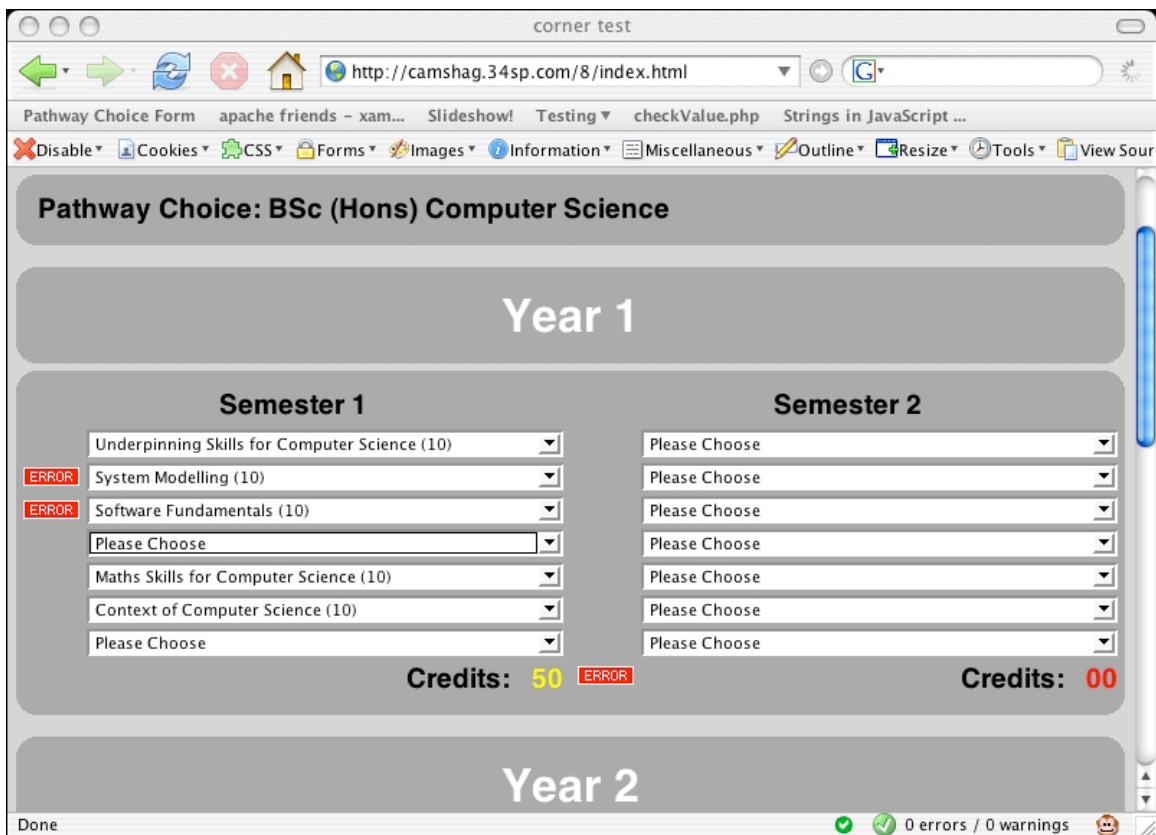 corner test
http://camshag.34sp.com/8/index.html G
Pathway Choice Form apache friends – xam... Slideshow! Testing checkValue.php Strings in JavaScript ...
Disable Cookies CSS Forms Images Information Miscellaneous Outline Resize Tools View Sour
Pathway Choice: BSc (Hons) Computer Science
Year 1
Semester 1
Underpinning Skills for Computer Science (10)
ERROR System Modelling (10)
ERROR Software Fundamentals (10)
Please Choose
Maths Skills for Computer Science (10)
Context of Computer Science (10)
Please Choose
Credits: 50 ERROR
Semester 2
Please Choose
Please Choose
Please Choose
Please Choose
Please Choose
Please Choose
Please Choose
Credits: 00
Year 2
Done 0 errors / 0 warnings